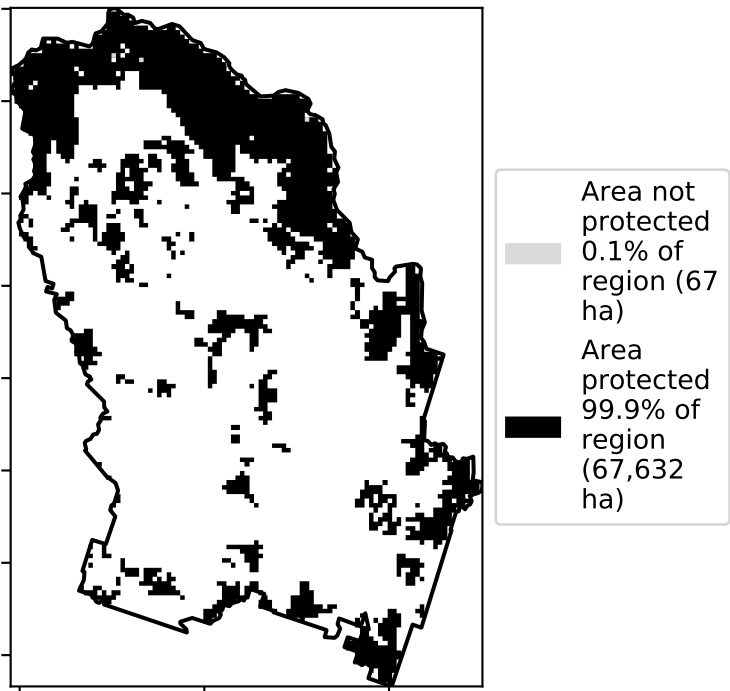 Area not
protected
0.1% of
region (67
ha)
Area
protected
99.9% of
region
(67,632
ha)